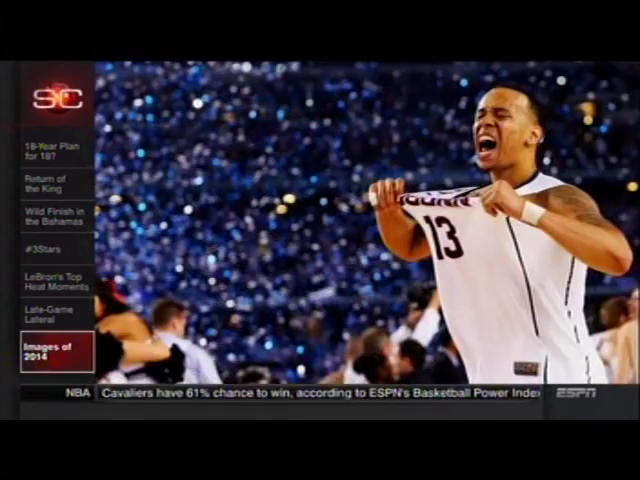 SC
18-Year Plan
for 18?
Return of
the King
Wild Finish in
the Bahamas
#3Stars
LeBron's Top
Heat Moments
Late-Game
Lateral
Images of
2014
UCONN
13
NBA Cavaliers have 61% chance to win, according to ESPN's Basketball Power Index
ESPN